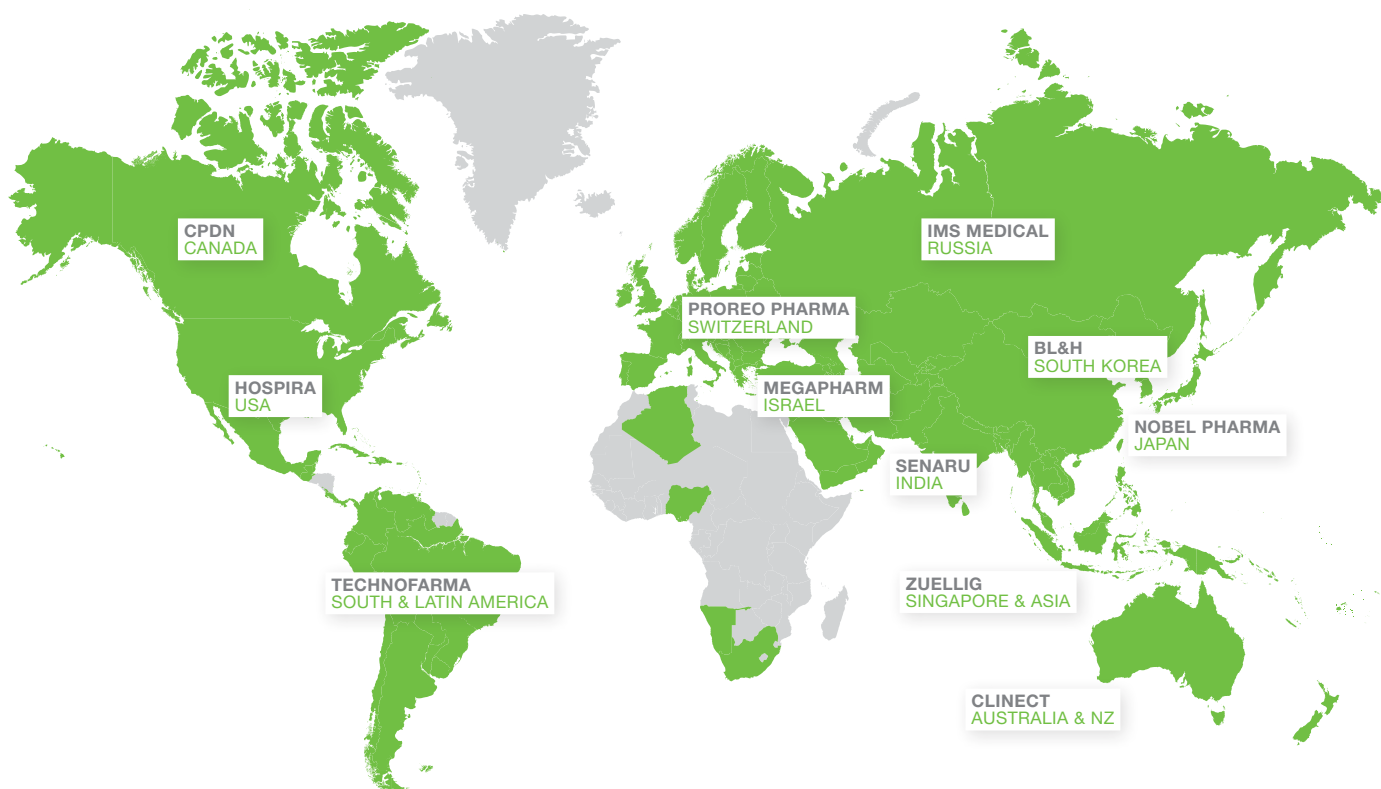 CPDN
CANADA
IMS MEDICAL
RUSSIA
PROREO PHARMA
SWITZERLAND
BL&H
SOUTH KOREA
HOSPIRA
USA
MEGAPHARM
ISRAEL
NOBEL PHARMA
JAPAN
SENARU
INDIA
TECHNOFARMA
SOUTH & LATIN AMERICA
ZUELLIG
SINGAPORE & ASIA
CLINECT
AUSTRALIA & NZ